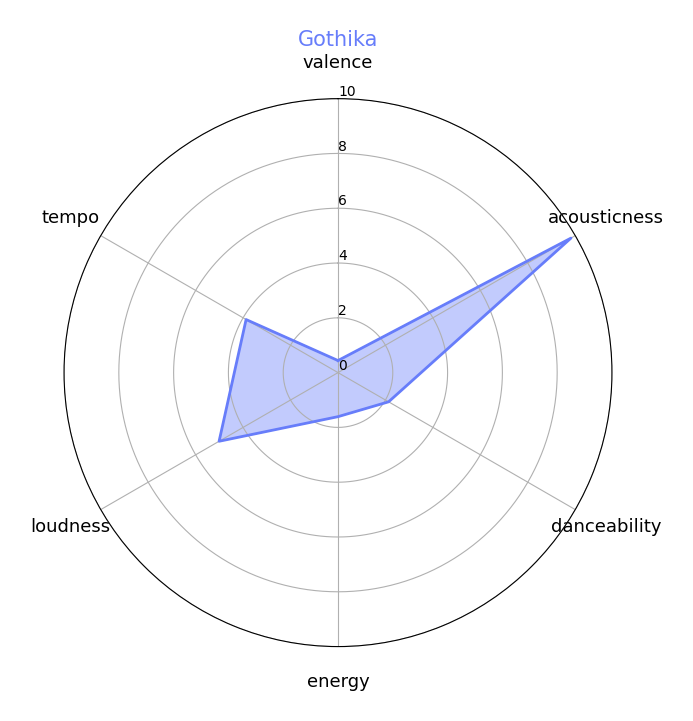 Gothika
valence
10
8
6
4
2
0
acousticness
tempo
loudness
danceability
energy